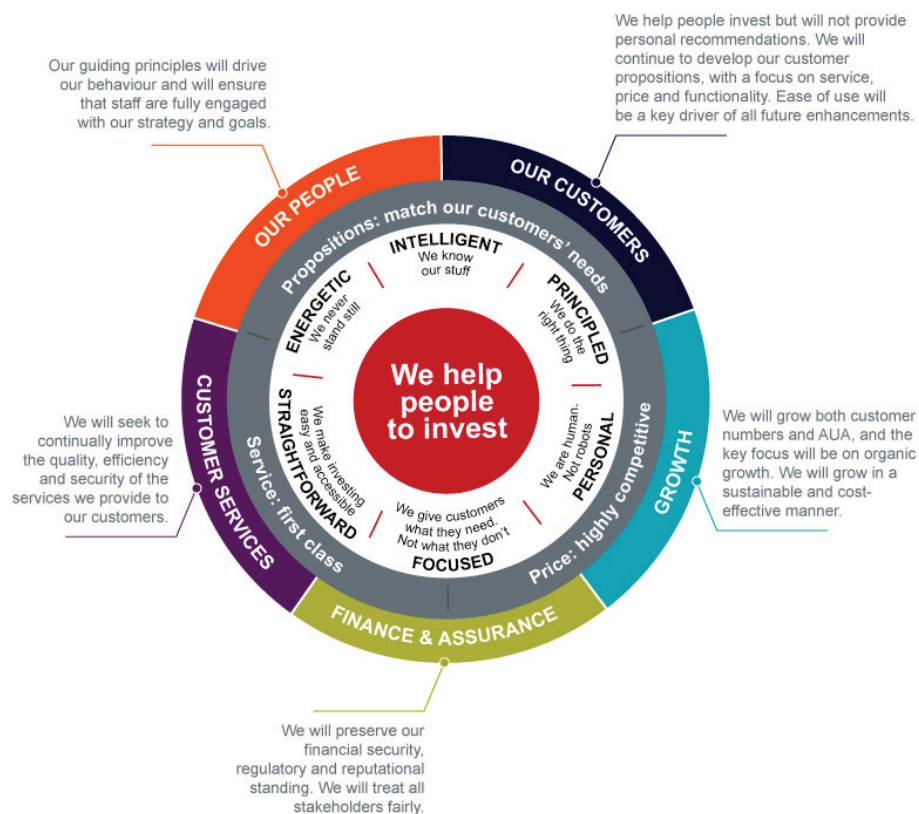 We help people invest but will not provide
personal recommendations. We will
continue to develop our customer
propositions, with a focus on service,
price and functionality. Ease of use will
be a key driver of all future enhancements.
Our guiding principles will drive
our behaviour and will ensure
that staff are fully engaged
with our strategy and goals.
OUR PEOPLE
OUR CUSTOMERS
Propositions: match our customers’ needs
INTELLIGENT
We know
our stuff
ENERGETIC
We never
stand still
PRINCIPLED
We do the
right thing
We help
people
to invest
CUSTOMER SERVICES
Service: first class
STRAIGHTFORWARD
We make investing
easy and accessible
We are human.
Not robots
PERSONAL
Price: highly competitive
GROWTH
We give customers
what they need.
Not what they don’t
FOCUSED
FINANCE & ASSURANCE
We will seek to
continually improve
the quality, efficiency
and security of the
services we provide to
our customers.
We will grow both customer
numbers and AUA, and the
key focus will be on organic
growth. We will grow in a
sustainable and cost-
effective manner.
We will preserve our
financial security,
regulatory and reputational
standing. We will treat all
stakeholders fairly.